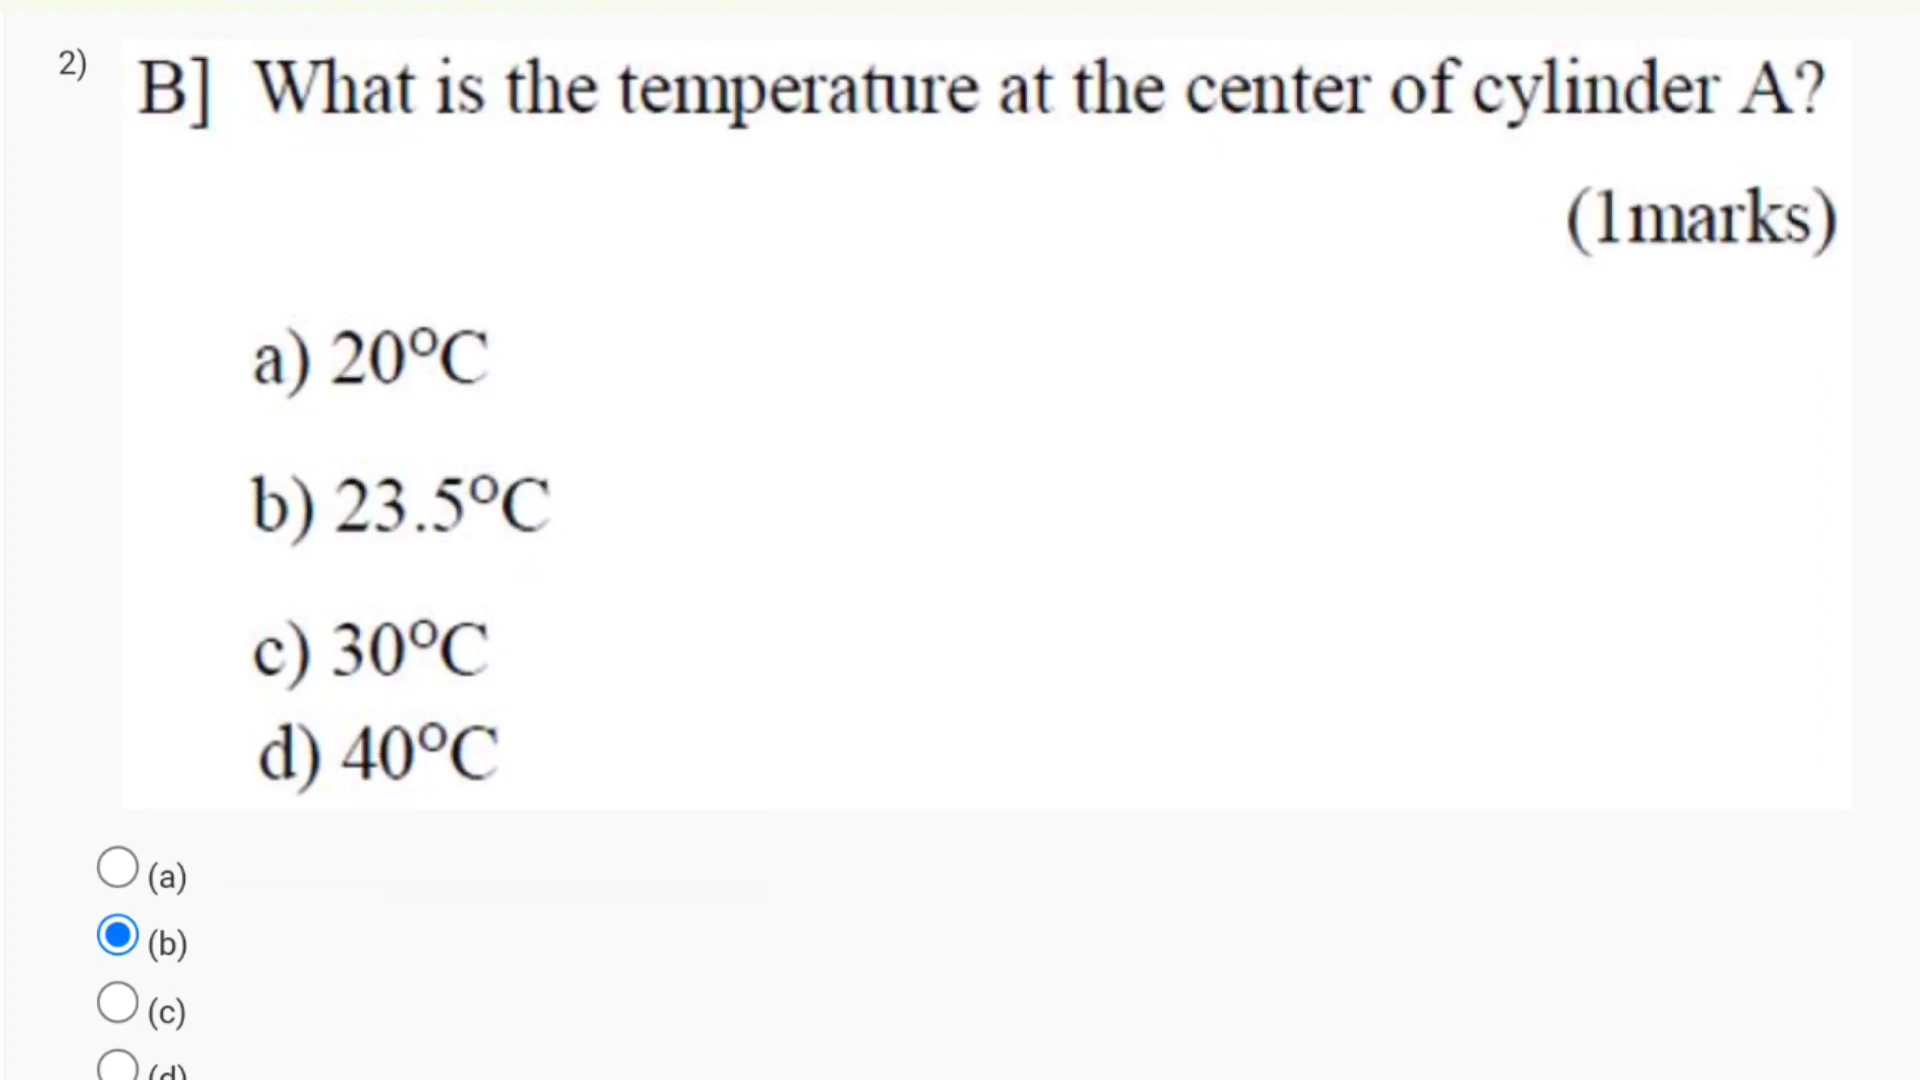 2)
B] What is the temperature at the center of cylinder A?
(1marks)
a) 20°C
b) 23.5°C
c) 30°C
d) 40°C
(a)
(b)
(c)
(d)